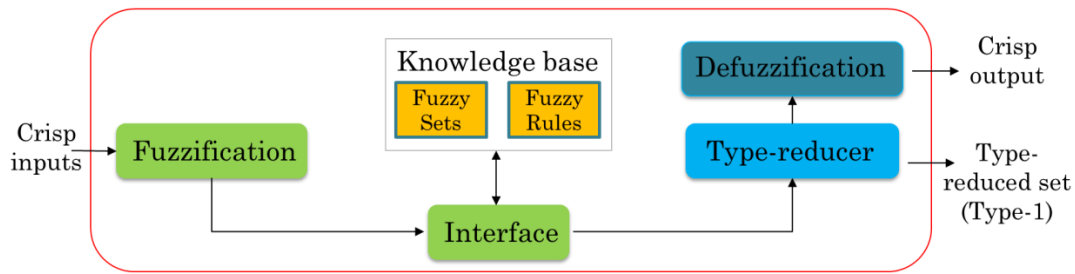 Crisp
inputs
Fuzzification
Knowledge base
Fuzzy
Sets
Fuzzy
Rules
Interface
Defuzzification
Type-reducer
Crisp
output
Type-
reduced set
(Type-1)